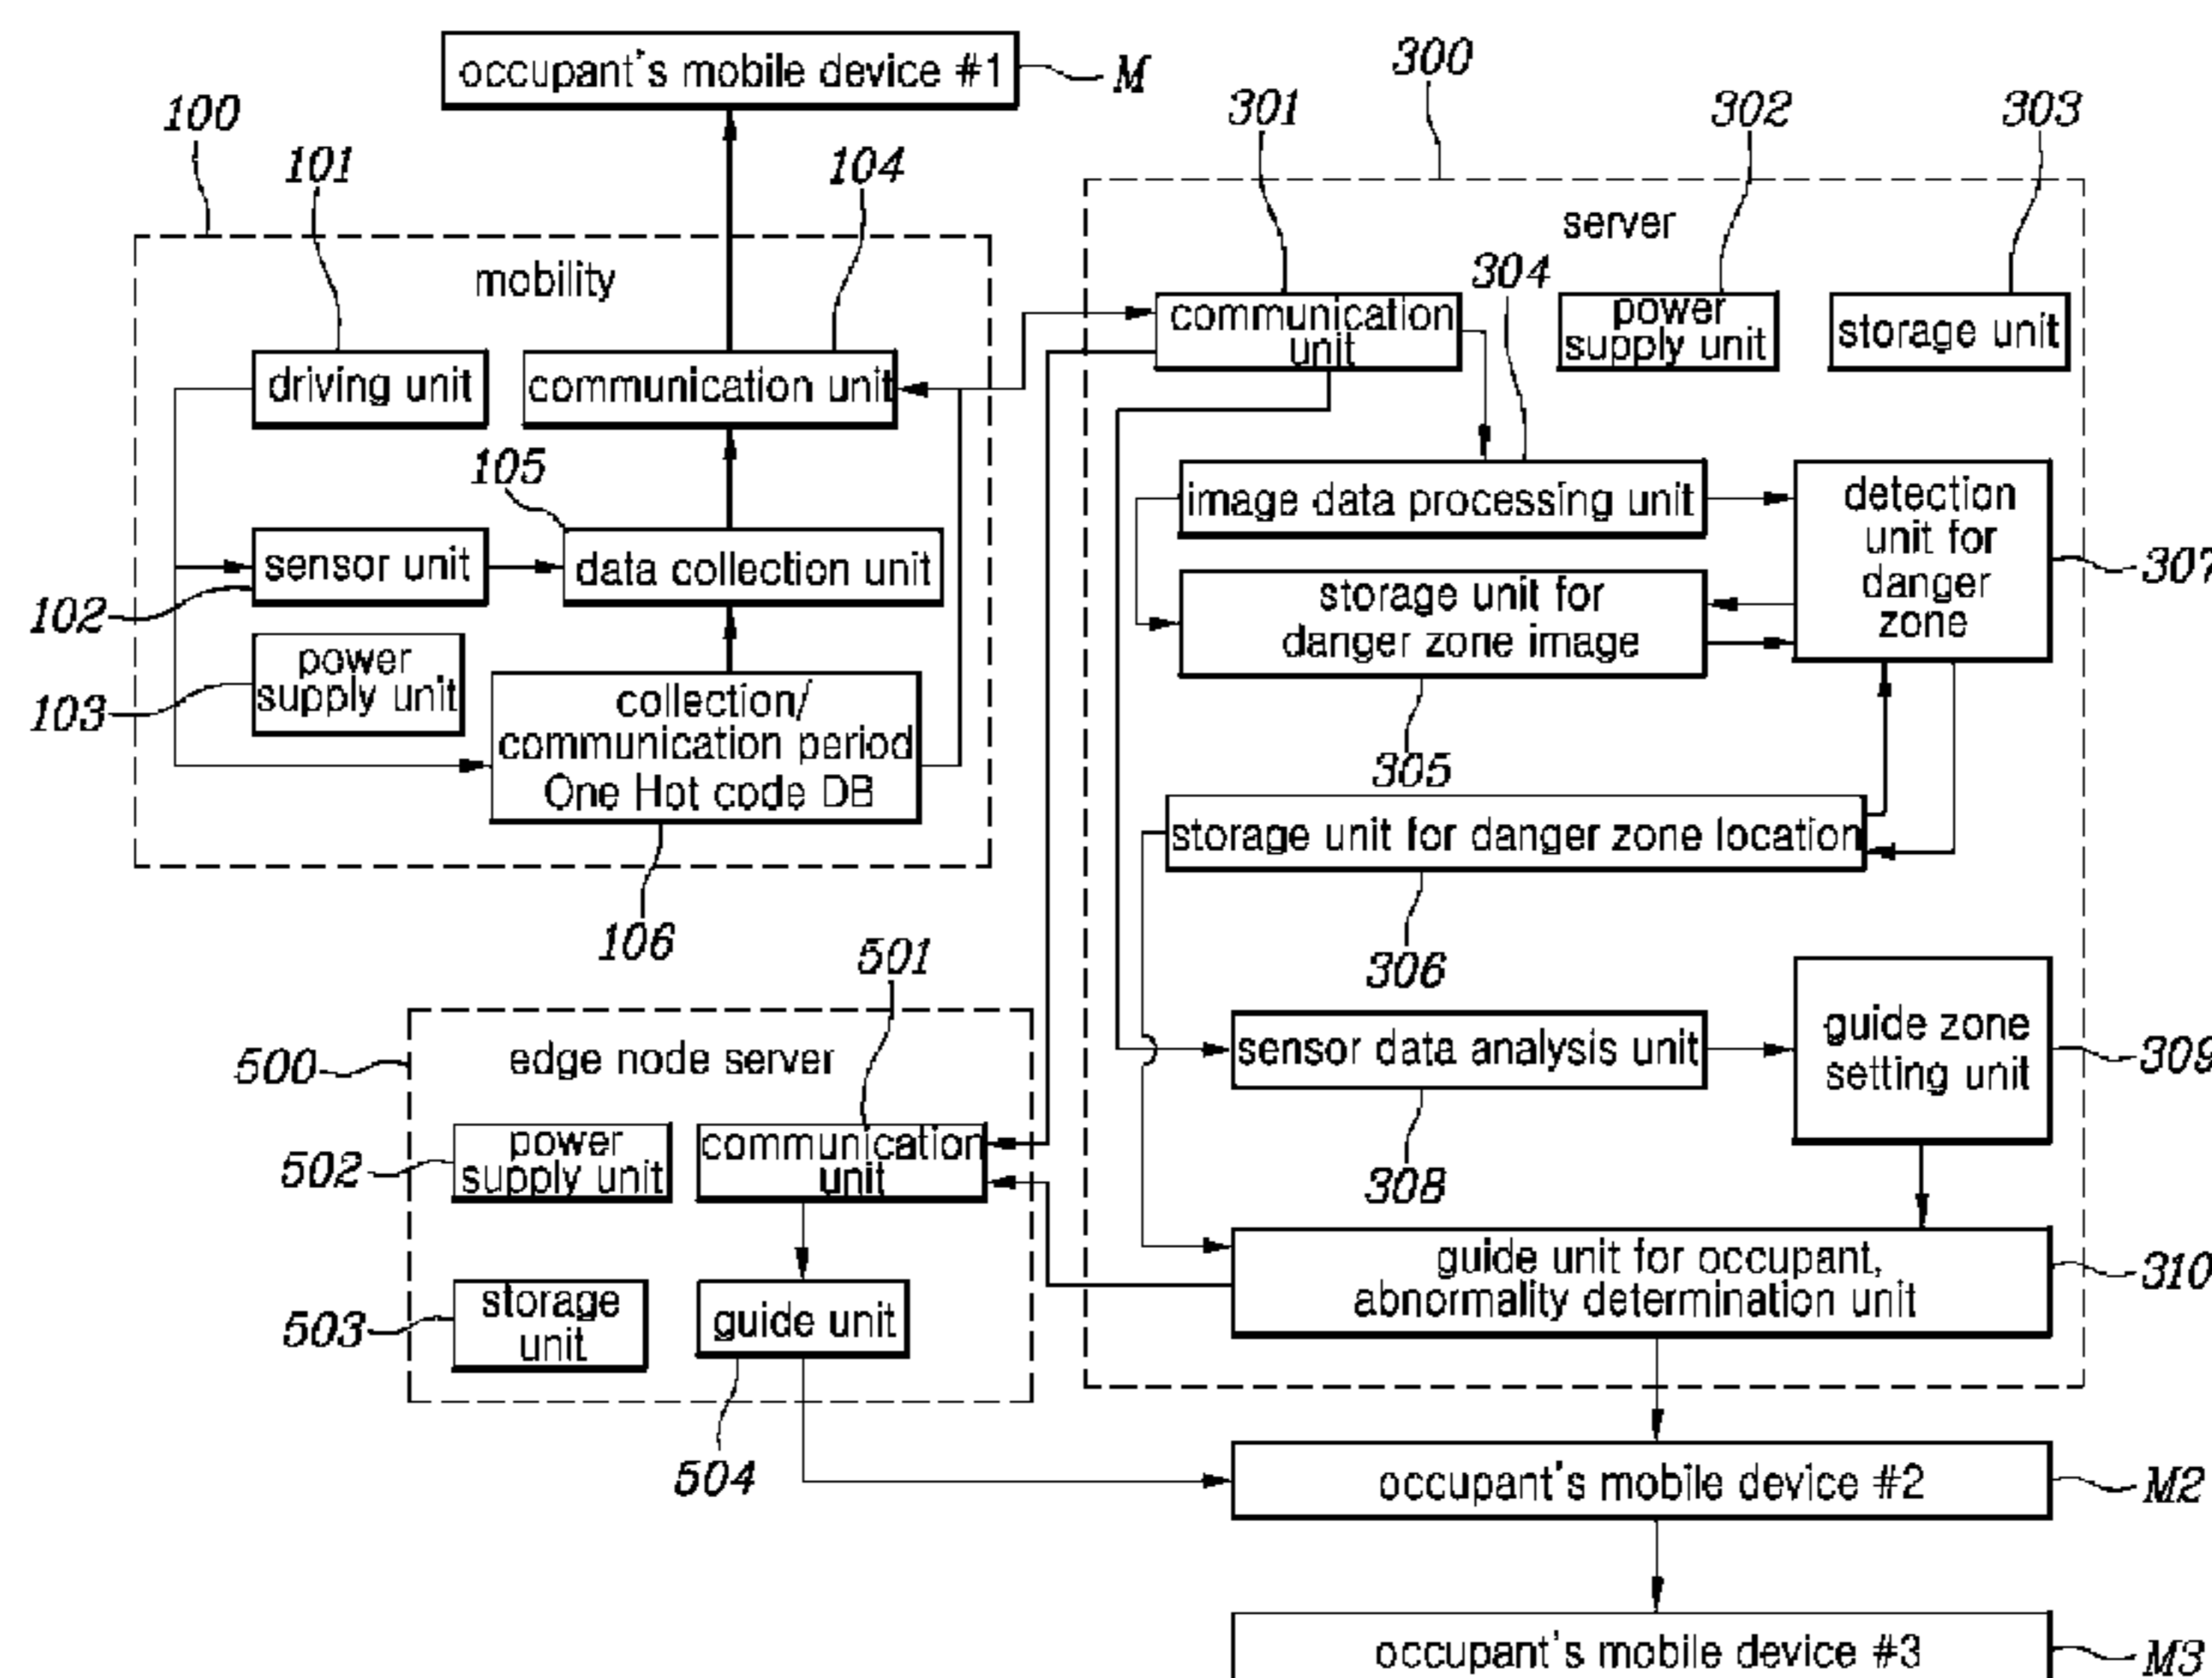 occupant's mobile device #1
M
100
101
104
mobility
driving unit
communication unit
105
sensor unit
data collection unit
102
power
supply unit
103
collection/
communication period
One Hot code DB
106
300
301
302
303
server
304
communication
unit
power
supply unit
storage unit
image data processing unit
detection
unit for
danger
zone
307
storage unit for
danger zone image
305
storage unit for danger zone location
306
sensor data analysis unit
308
guide zone
setting unit
309
guide unit for occupant,
abnormality determination unit
310
501
500
edge node server
502
power
supply unit
communication
unit
503
storage
unit
guide unit
504
occupant's mobile device #2
M2
occupant's mobile device #3
M3